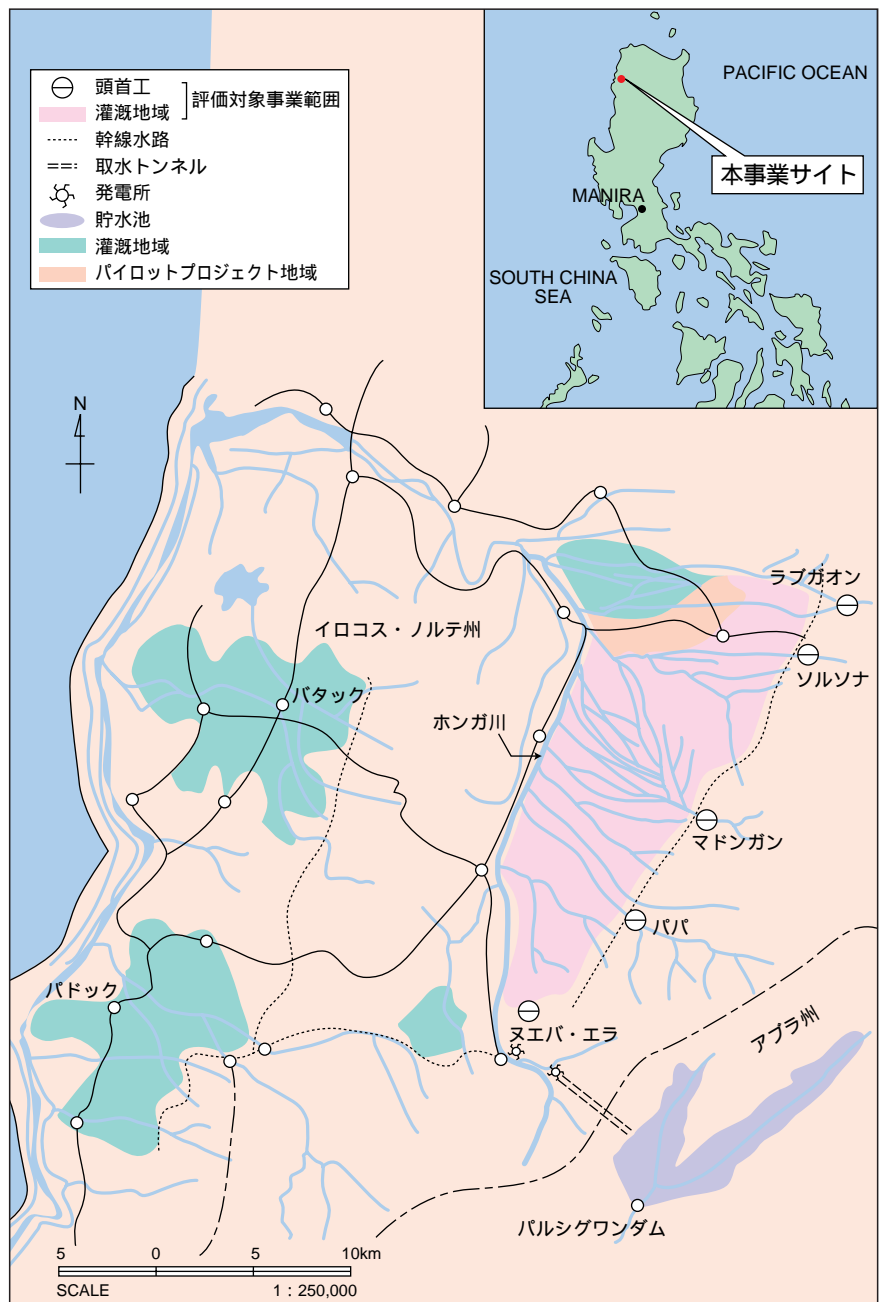 頭首工
灌漑地域
評価対象事業範囲
幹線水路
取水トンネル
発電所
貯水池
灌漑地域
パイロットプロジェクト地域
PACIFIC OCEAN
本事業サイト
MANIRA
SOUTH CHINA
SEA
N
ラブガオン
イロコス・ノルテ州
ソルソナ
バタック
ホンガ川
マドンガン
パパ
パドック
ヌエバ・エラ
アブラ州
パルシグワンダム
5 0 5 10km
SCALE 1：250,000